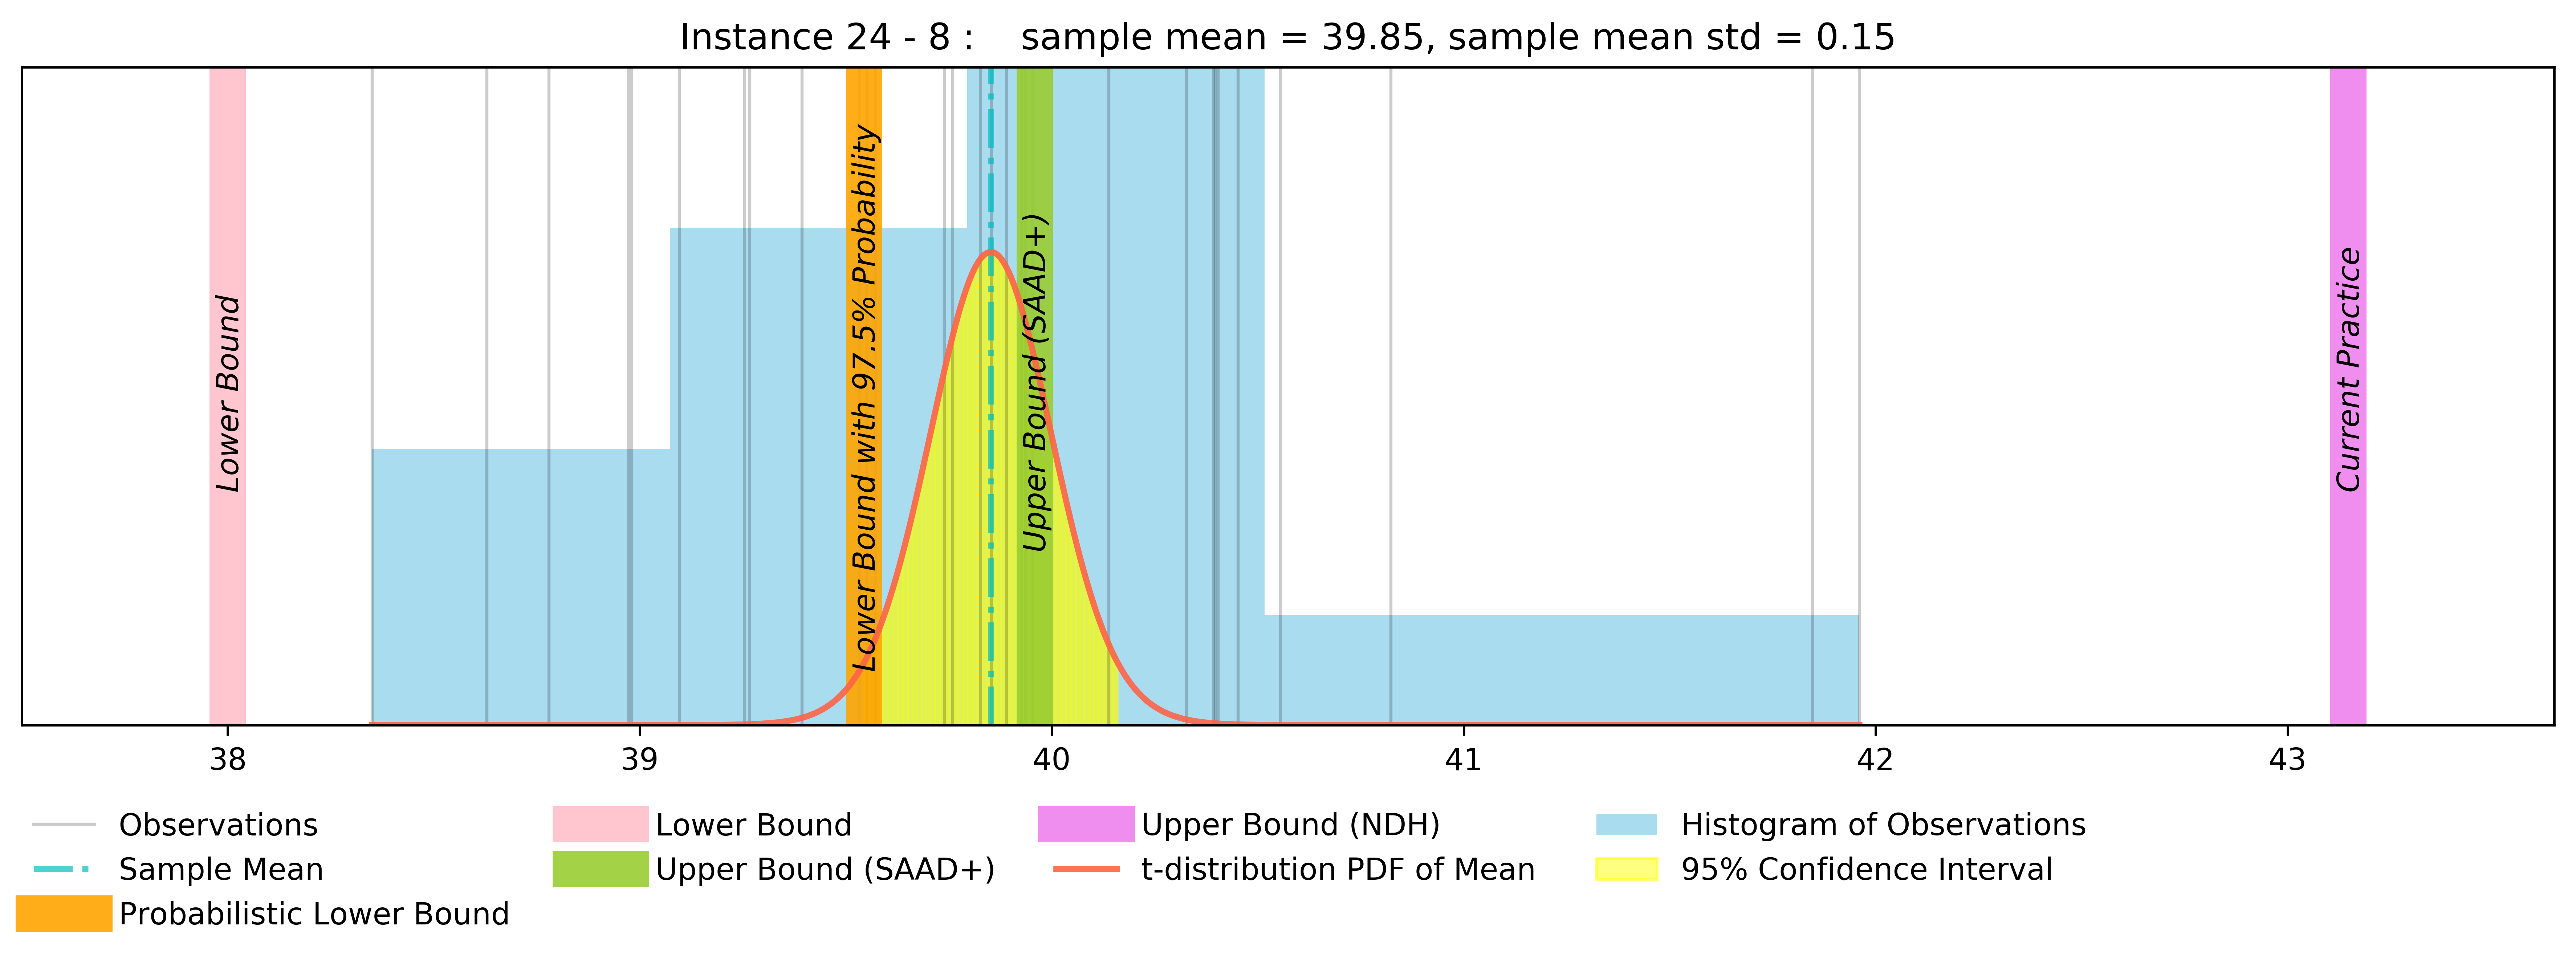 Instance 24 - 8 :    sample mean = 39.85, sample mean std = 0.15
Lower Bound
Lower Bound with 97.5% Probability
Upper Bound (SAAD+)
Current Practice
38 39 40 41 42 43
Observations
Sample Mean
Probabilistic Lower Bound
Lower Bound
Upper Bound (SAAD+)
Upper Bound (NDH)
t-distribution PDF of Mean
Histogram of Observations
95% Confidence Interval